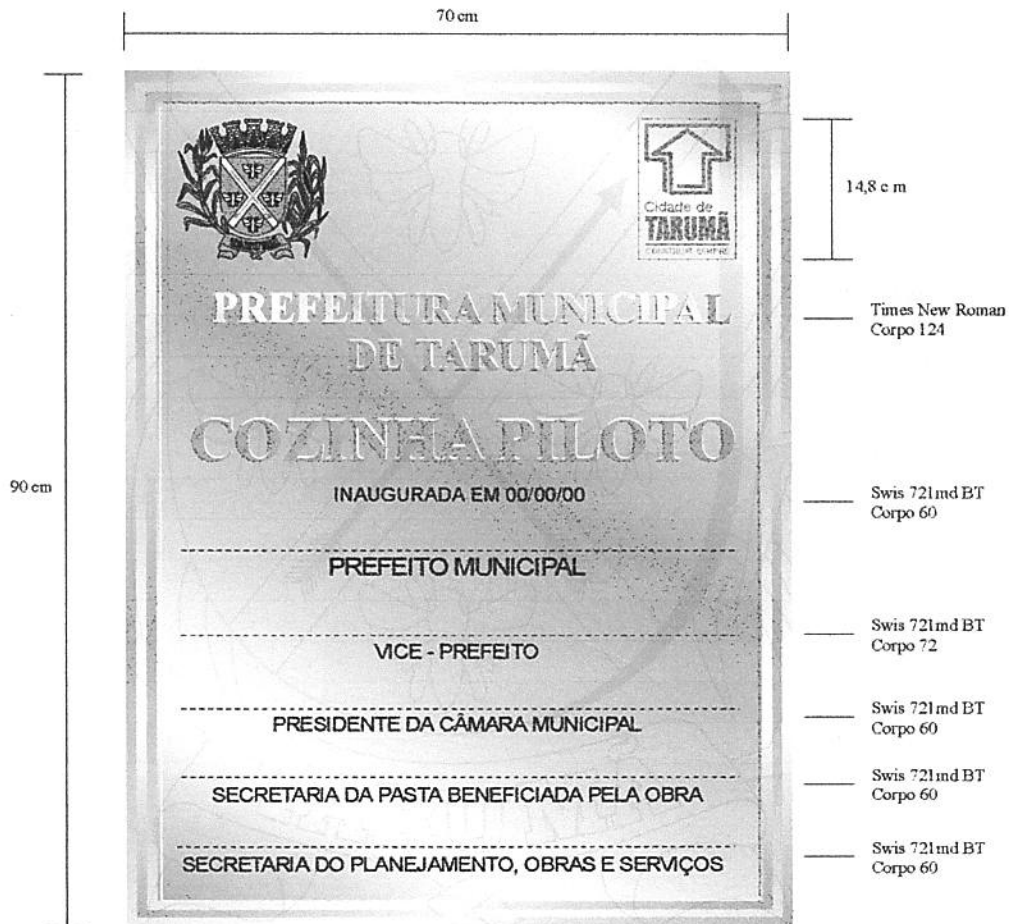 70 cm
90 cm
Cidade de
TARUMÃ
CONSTRUIR SEMPRE
14,8 c m
PREFEITURA MUNICIPAL
DE TARUMÃ
Times New Roman
Corpo 124
COZINHA PILOTO
INAUGURADA EM 00/00/00
Swis 721md BT
Corpo 60
PREFEITO MUNICIPAL
VICE - PREFEITO
Swis 721md BT
Corpo 72
PRESIDENTE DA CÂMARA MUNICIPAL
Swis 721md BT
Corpo 60
SECRETARIA DA PASTA BENEFICIADA PELA OBRA
Swis 721md BT
Corpo 60
SECRETARIA DO PLANEJAMENTO, OBRAS E SERVIÇOS
Swis 721md BT
Corpo 60